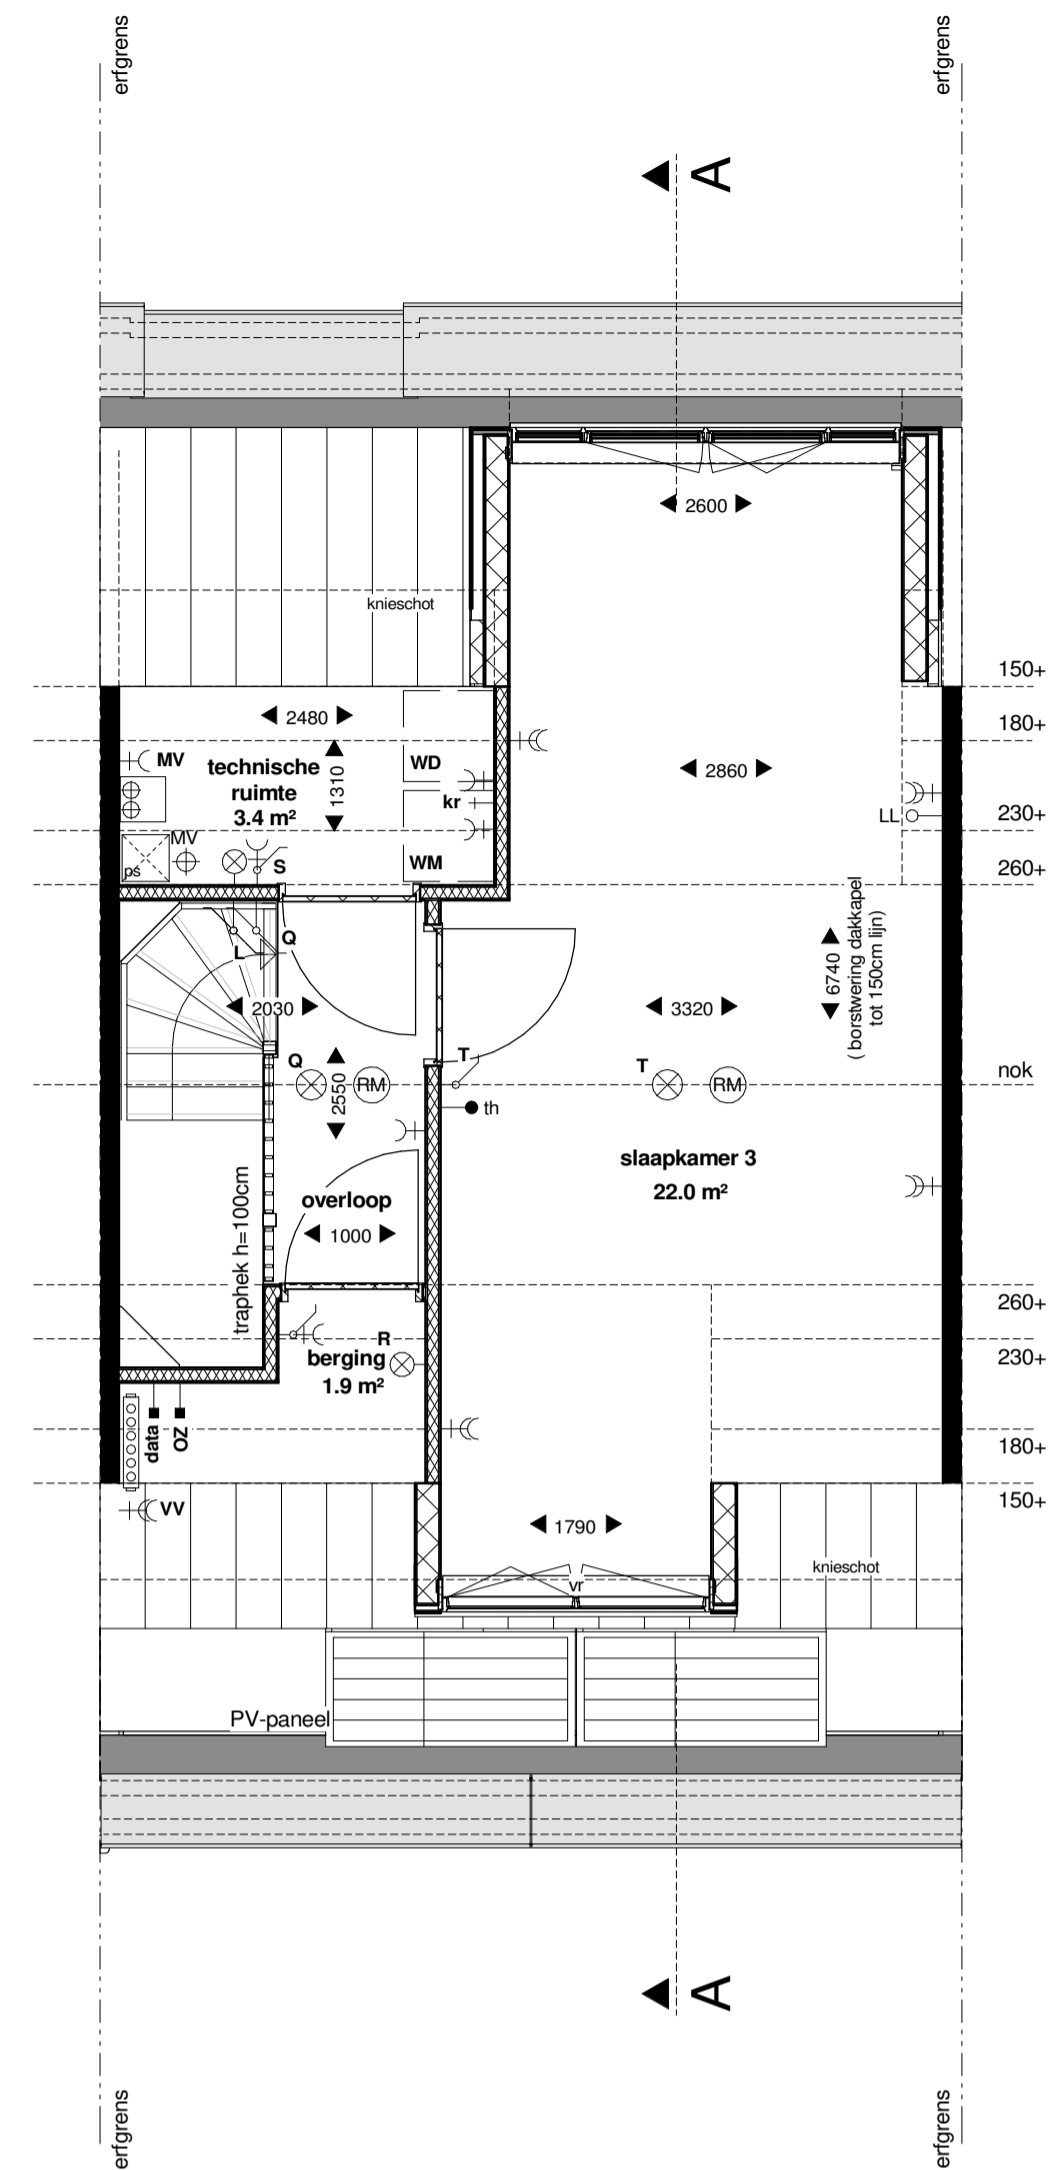 erfgrens
erfgrens
A
2600
knieschot
150+
2480
180+
MV
technische
ruimte
3.4 m²
1310
WD
2860
kr
LL
230+
MV
ps
S
WM
260+
L
Q
6740
(borstwering dakkapel
tot 150cm lijn)
2030
3320
Q
RM
2550
T
T
RM
nok
th
slaapkamer 3
22.0 m²
traphek h=100cm
overloop
1000
260+
R
berging
1.9 m²
230+
data
OZ
180+
VV
150+
1790
knieschot
vr
PV-paneel
A
erfgrens
erfgrens